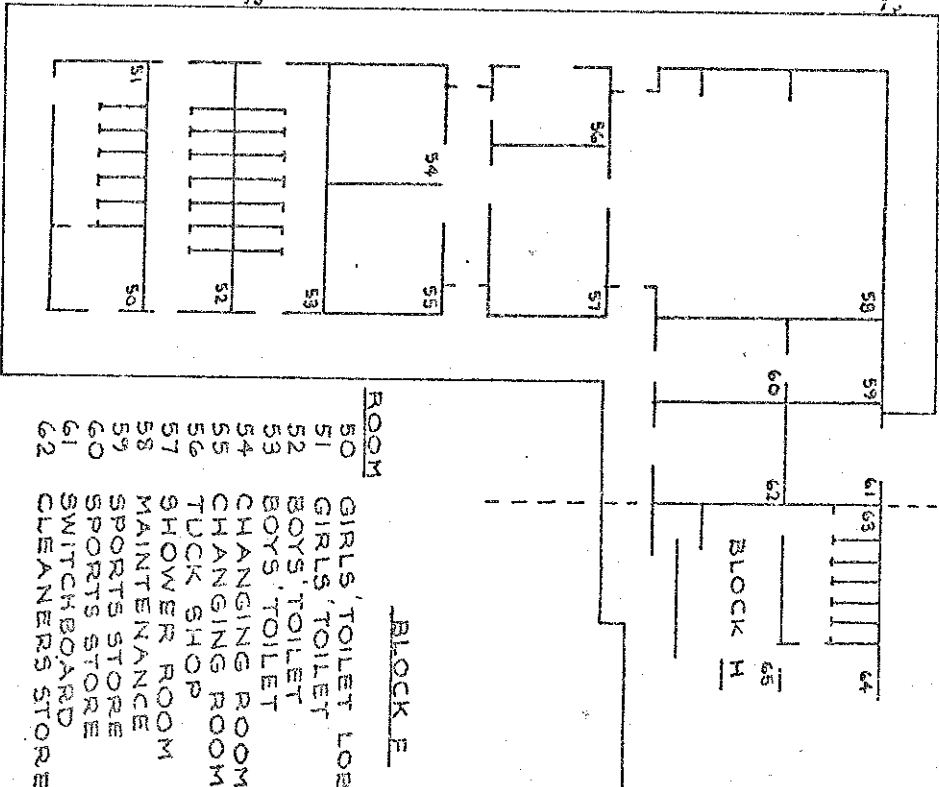 51
50
52
53
54
55
56
57
58
59
60
61
62
63
64
65
BLOCK H
BLOCK F
ROOM
50 GIRLS' TOILET
51 GIRLS' TOILET
52 BOYS' TOILET
53 BOYS' TOILET
54 CHANGING ROOM
55 CHANGING ROOM
56 TUCK SHOP
57 SHOWER ROOM
58 MAINTENANCE
59 SPORTS STORE
60 SPORTS STORE
61 SWITCHBOARD
62 CLEANERS STORE